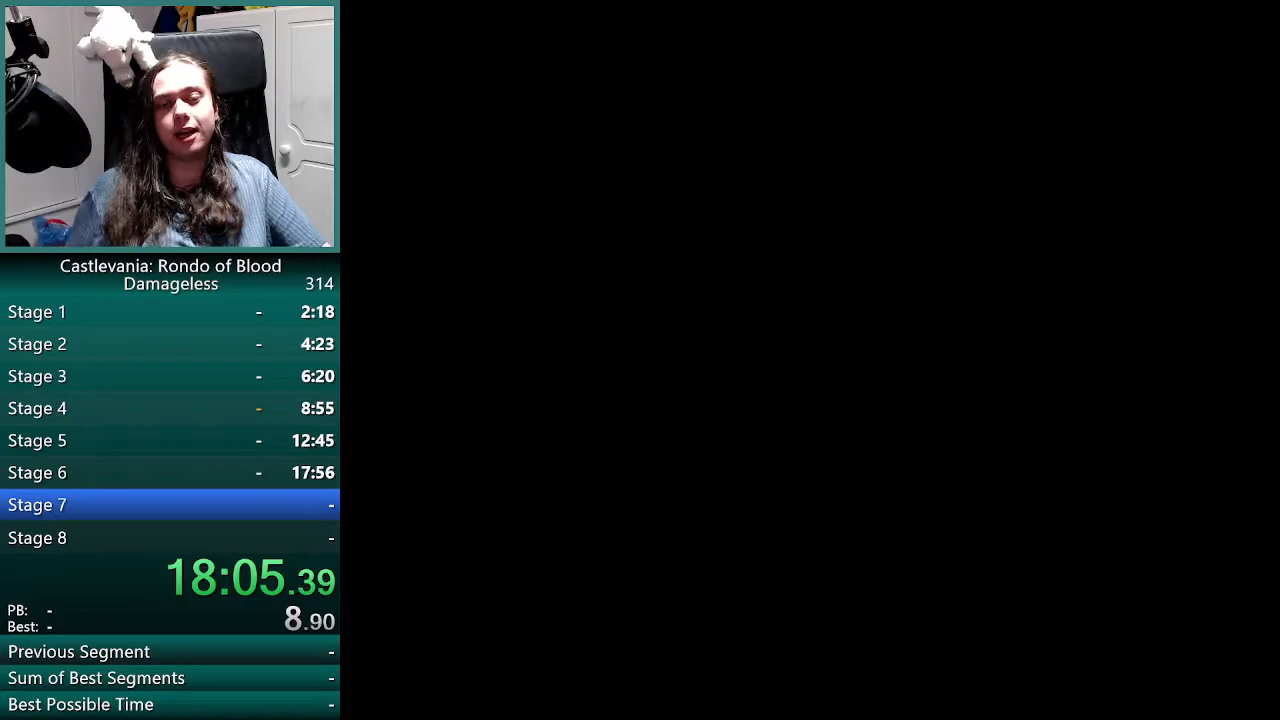 Castlevania: Rondo of Blood
Damageless 314
Stage 1 - 2:18
Stage 2 - 4:23
Stage 3 - 6:20
Stage 4 - 8:55
Stage 5 - 12:45
Stage 6 - 17:56
Stage 7 -
Stage 8 -
18:05.39
PB: - 8.90
Best: -
Previous Segment -
Sum of Best Segments -
Best Possible Time -